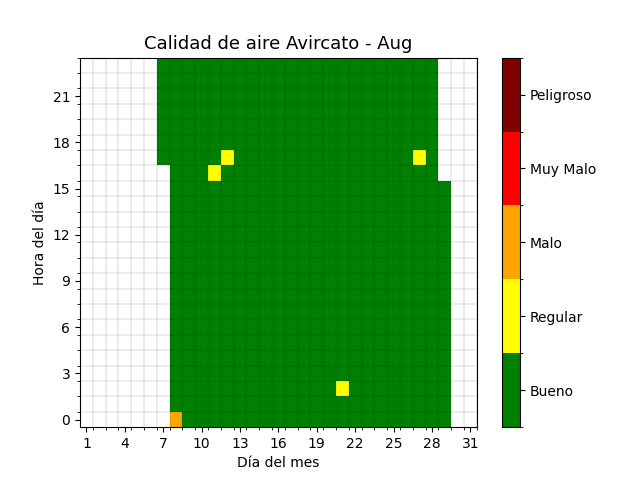 Calidad de aire Avircato - Aug
21
18
15
12
9
6
3
0
Hora del día
1 4 7 10 13 16 19 22 25 28 31
Día del mes
Peligroso
Muy Malo
Malo
Regular
Bueno